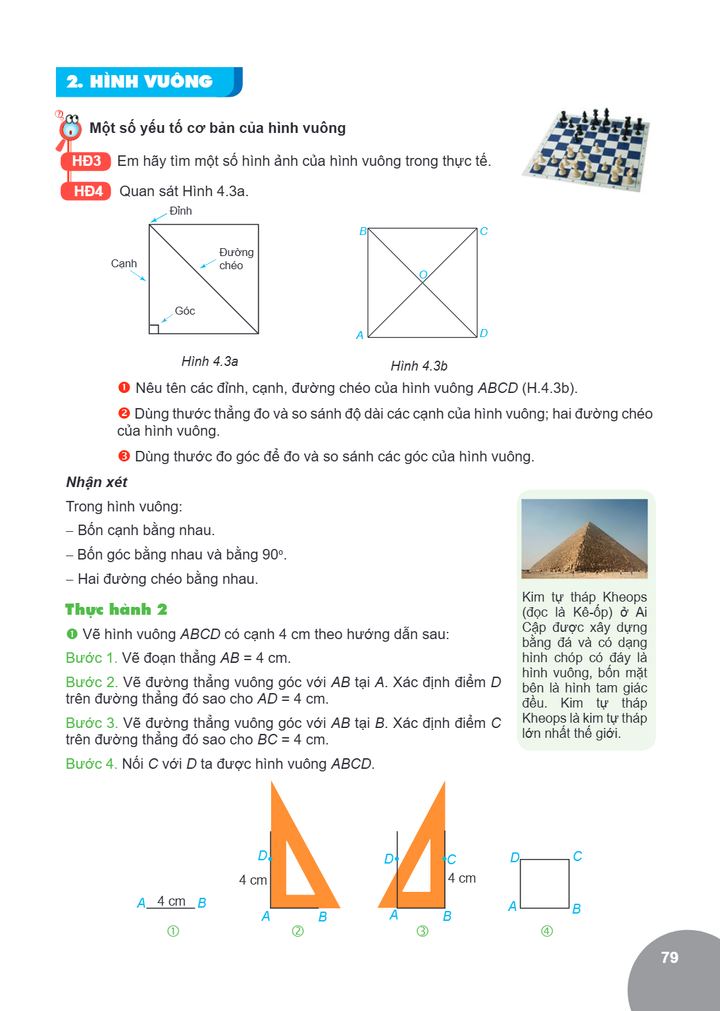 2. HÌNH VUÔNG
Một số yếu tố cơ bản của hình vuông
HĐ3 Em hãy tìm một số hình ảnh của hình vuông trong thực tế.
HĐ4 Quan sát Hình 4.3a.
Đỉnh
Cạnh
Đường
chéo
Góc
Hình 4.3a
B
C
O
A
D
Hình 4.3b
❶ Nêu tên các đỉnh, cạnh, đường chéo của hình vuông ABCD (H.4.3b).
❷ Dùng thước thẳng đo và so sánh độ dài các cạnh của hình vuông; hai đường chéo
của hình vuông.
❸ Dùng thước đo góc để đo và so sánh các góc của hình vuông.
Nhận xét
Trong hình vuông:
– Bốn cạnh bằng nhau.
– Bốn góc bằng nhau và bằng 90º.
– Hai đường chéo bằng nhau.
Thực hành 2
❶ Vẽ hình vuông ABCD có cạnh 4 cm theo hướng dẫn sau:
Bước 1. Vẽ đoạn thẳng AB = 4 cm.
Bước 2. Vẽ đường thẳng vuông góc với AB tại A. Xác định điểm D
trên đường thẳng đó sao cho AD = 4 cm.
Bước 3. Vẽ đường thẳng vuông góc với AB tại B. Xác định điểm C
trên đường thẳng đó sao cho BC = 4 cm.
Bước 4. Nối C với D ta được hình vuông ABCD.
Kim tự tháp Kheops
(đọc là Kê-ốp) ở Ai
Cập được xây dựng
bằng đá và có dạng
hình chóp có đáy là
hình vuông, bốn mặt
bên là hình tam giác
đều. Kim tự tháp
Kheops là kim tự tháp
lớn nhất thế giới.
A 4 cm B
①
D
4 cm
A B
②
D C
4 cm
A B
③
D C
A B
④
79